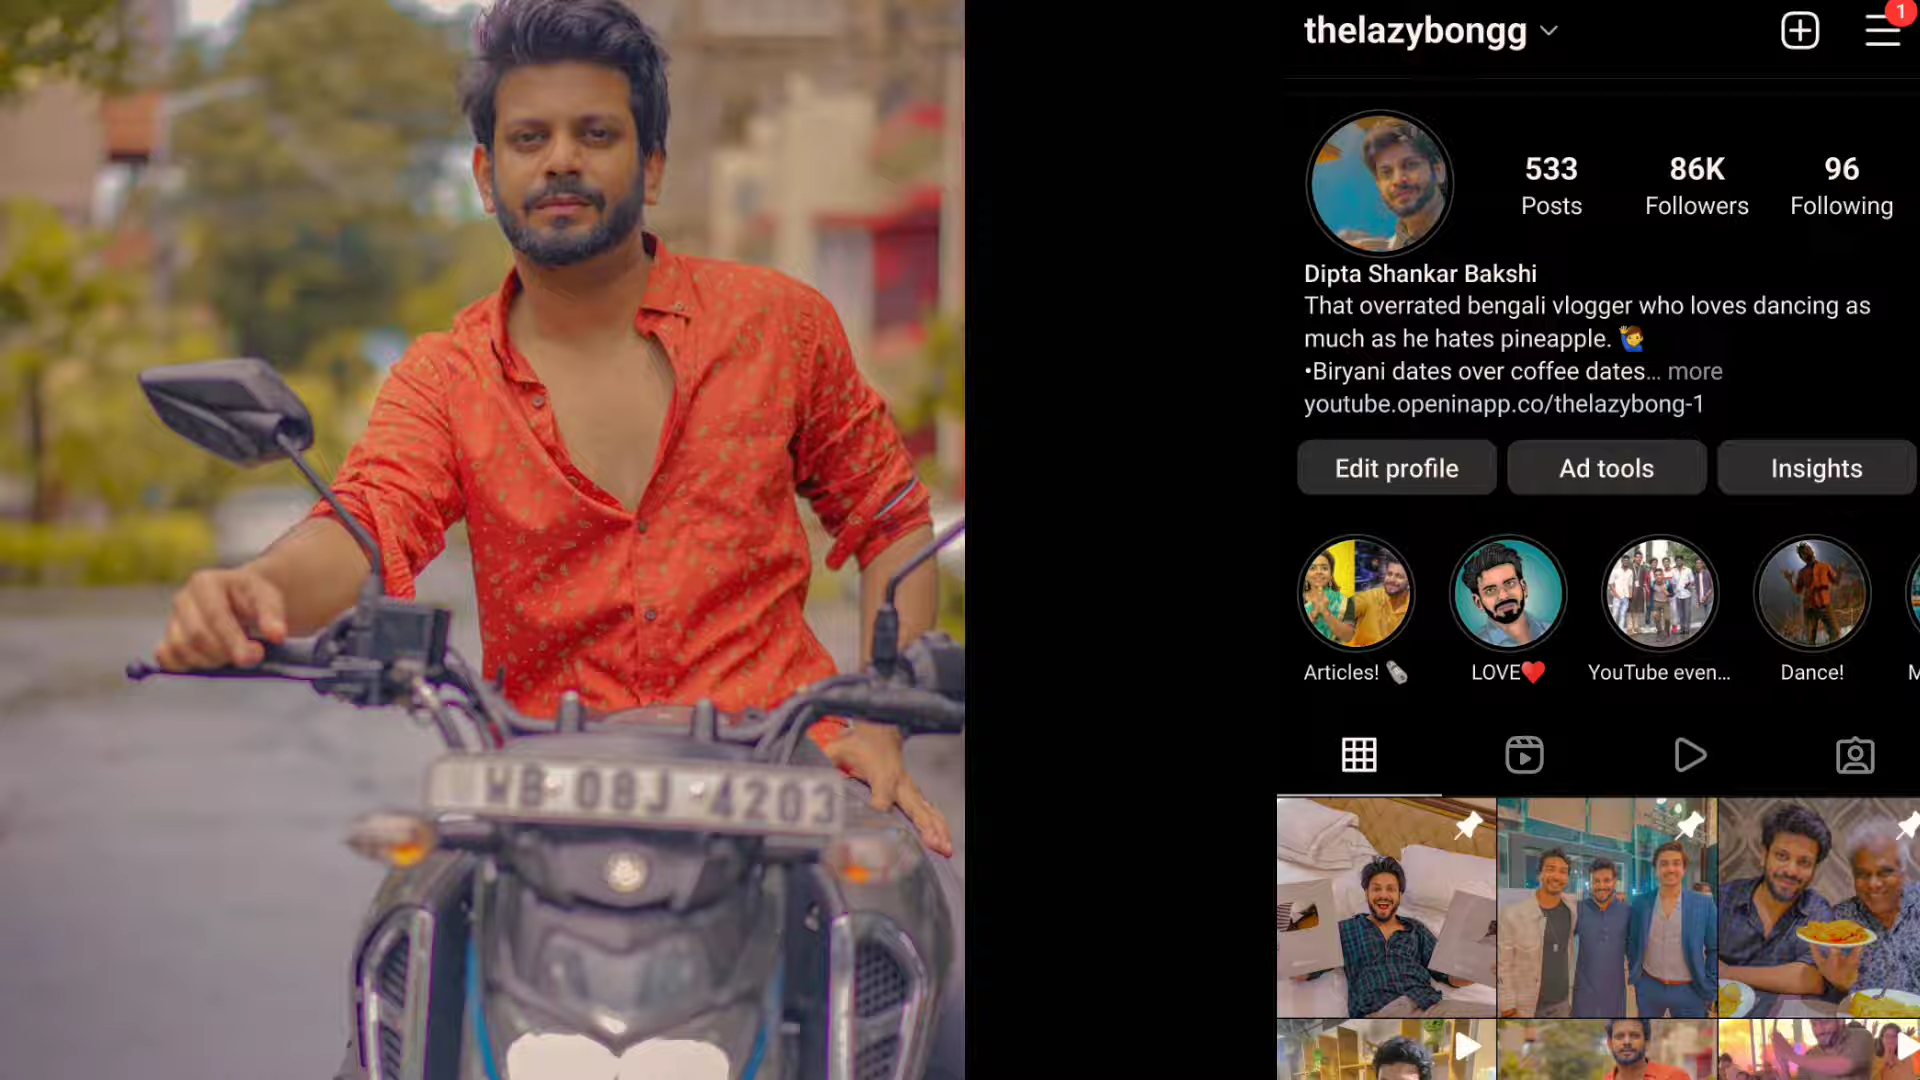 WB 08J 4203
thelazybongg
1
533
Posts
86K
Followers
96
Following
Dipta Shankar Bakshi
That overrated bengali vlogger who loves dancing as
much as he hates pineapple. 🙋‍♂️
•Biryani dates over coffee dates... more
youtube.openinapp.co/thelazybong-1
Edit profile
Ad tools
Insights
Articles! 🗞️
LOVE❤️
YouTube even...
Dance!
M